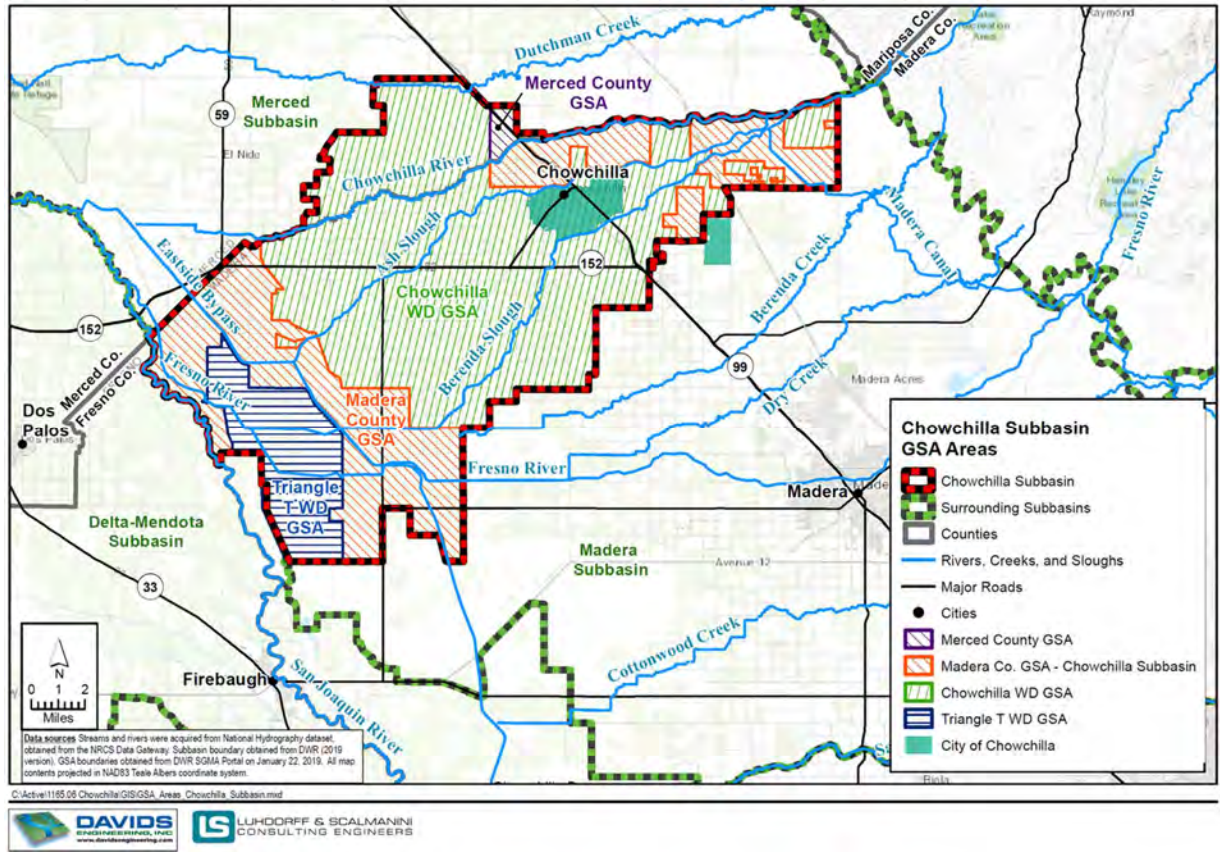 Dutchman Creek
Mariposa Co.
Madera Co.
Raymond
Merced
Subbasin
59
El Nido
Merced County
GSA
Chowchilla River
Chowchilla
Ash Slough
Eastside Bypass
152
Chowchilla
WD GSA
Berenda Slough
Berenda Creek
Madera Canal
Fresno River
152
Merced Co.
Fresno Co.
Fresno River
99
Dry Creek
Madera Acres
Dos
Palos
Madera
County
GSA
Fresno River
Triangle
T WD
GSA
Madera
Delta-Mendota
Subbasin
33
Madera
Subbasin
Avenue 12
Cottonwood Creek
San Joaquin River
Firebaugh
N
0 1 2
Miles
Chowchilla Subbasin
GSA Areas
Chowchilla Subbasin
Surrounding Subbasins
Counties
Rivers, Creeks, and Sloughs
Major Roads
Cities
Merced County GSA
Madera Co. GSA - Chowchilla Subbasin
Chowchilla WD GSA
Triangle T WD GSA
City of Chowchilla
Data sources Streams and rivers were acquired from National Hydrography dataset,
obtained from the NRCS Data Gateway. Subbasin boundary obtained from DWR (2019
version). GSA boundaries obtained from DWR SGMA Portal on January 22, 2019. All map
contents projected in NAD83 Teale Albers coordinate system.
C:\Active\1165.06 Chowchilla\GIS\GSA_Areas_Chowchilla_Subbasin.mxd
DAVIDS
ENGINEERING, INC
www.davidsengineering.com
LS
LUHDORFF & SCALMANINI
CONSULTING ENGINEERS